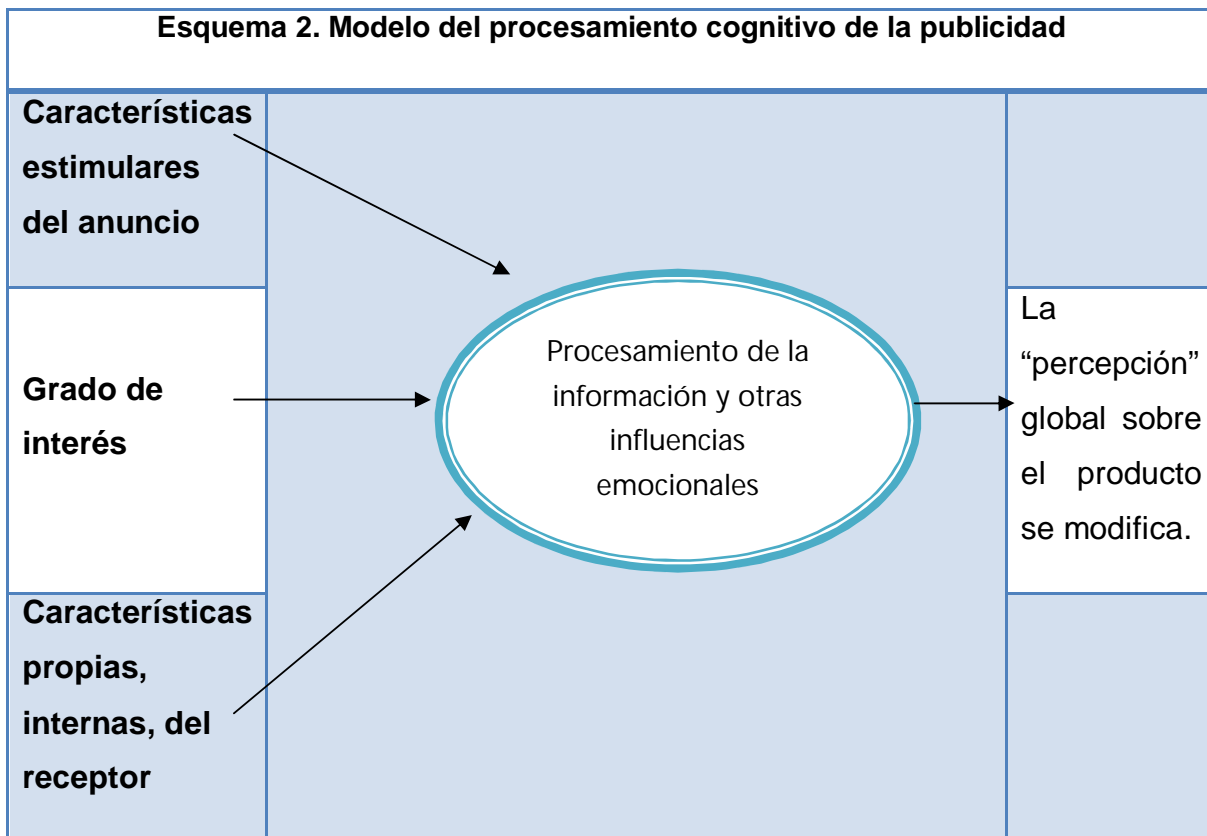 Esquema 2. Modelo del procesamiento cognitivo de la publicidad
Características
estimulares
del anuncio
Grado de
interés
Características
propias,
internas, del
receptor
Procesamiento de la
información y otras
influencias
emocionales
La
“percepción”
global sobre
el producto
se modifica.